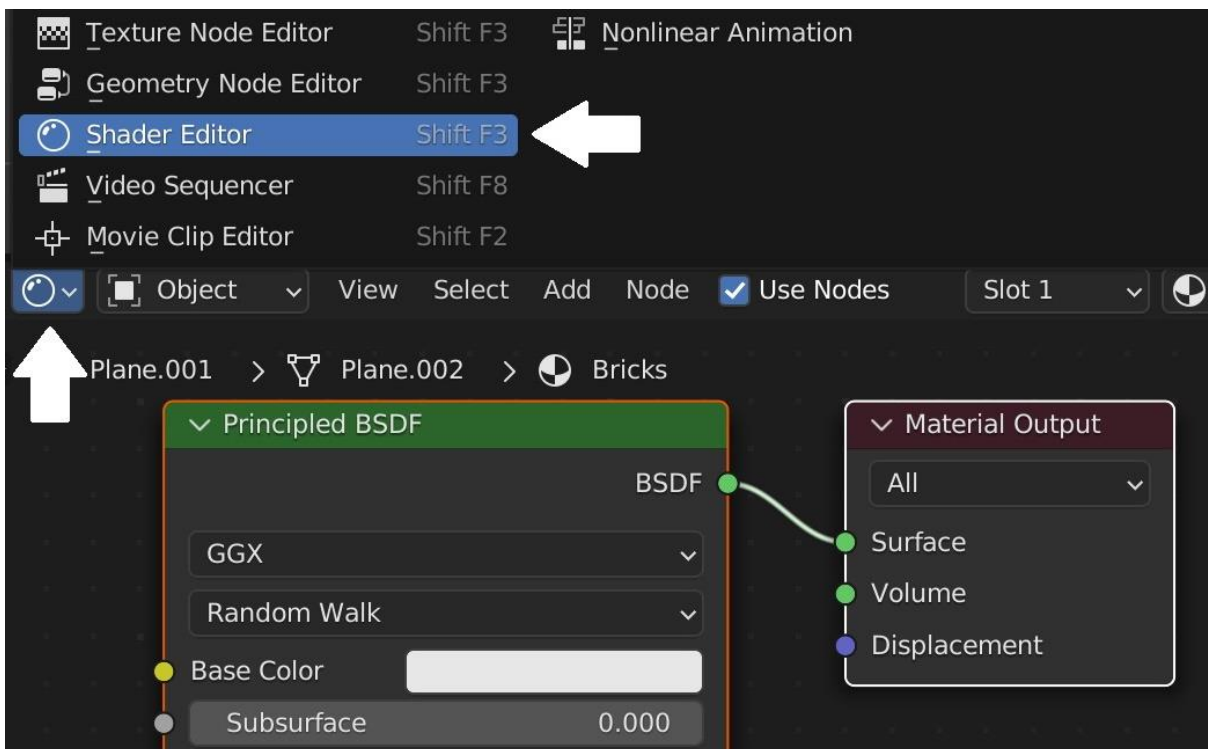 Texture Node Editor Shift F3 Nonlinear Animation
Geometry Node Editor Shift F3
Shader Editor Shift F3
Video Sequencer Shift F8
Movie Clip Editor Shift F2
Object View Select Add Node Use Nodes Slot 1
Plane.001 > Plane.002 > Bricks
Principled BSDF
BSDF
GGX
Random Walk
Base Color
Subsurface 0.000
Material Output
All
Surface
Volume
Displacement